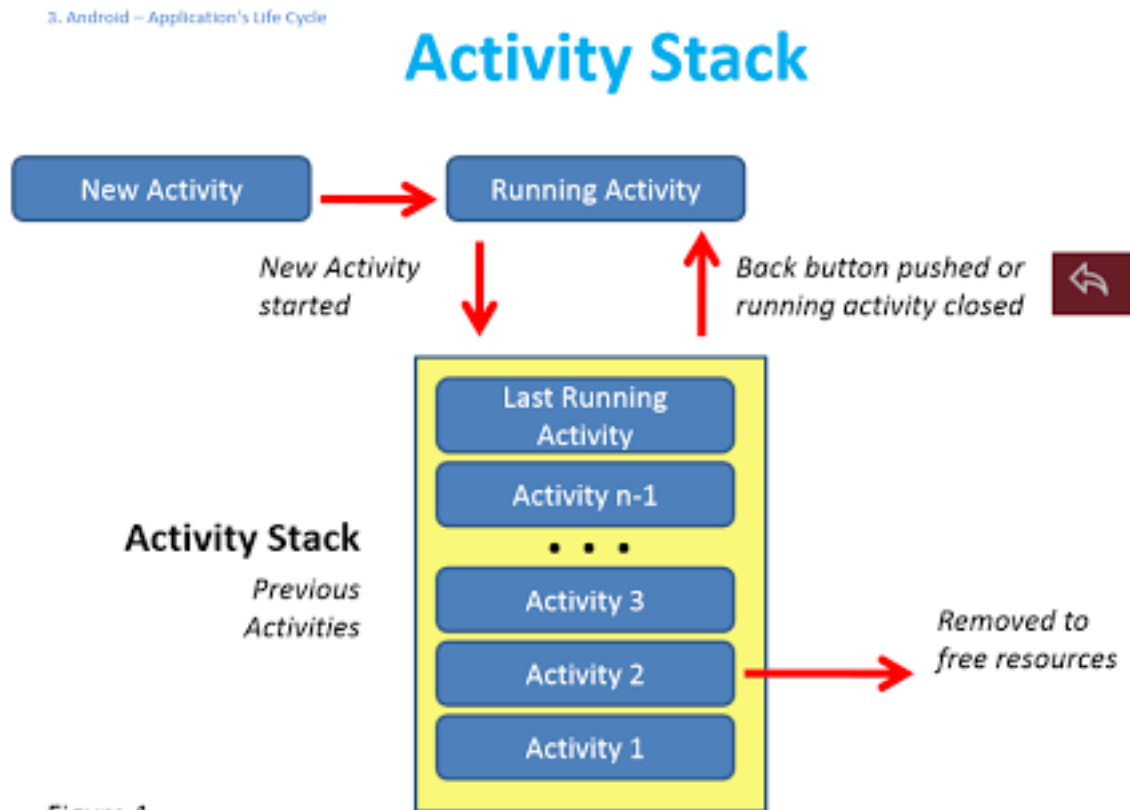 3. Android – Application's Life Cycle
Activity Stack
New Activity
Running Activity
New Activity
started
Back button pushed or
running activity closed
Last Running
Activity
Activity n-1
• • •
Activity Stack
Previous
Activities
Activity 3
Activity 2
Activity 1
Removed to
free resources
Figure 1